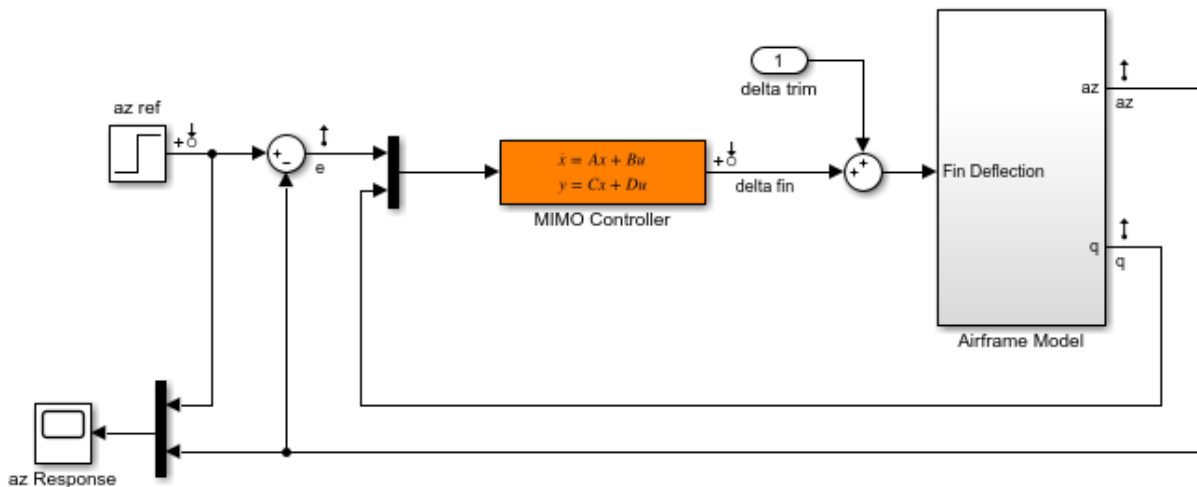 az ref
e
ẋ = Ax + Bu
y = Cx + Du
MIMO Controller
delta fin
1
delta trim
Fin Deflection
az
az
q
q
Airframe Model
az Response